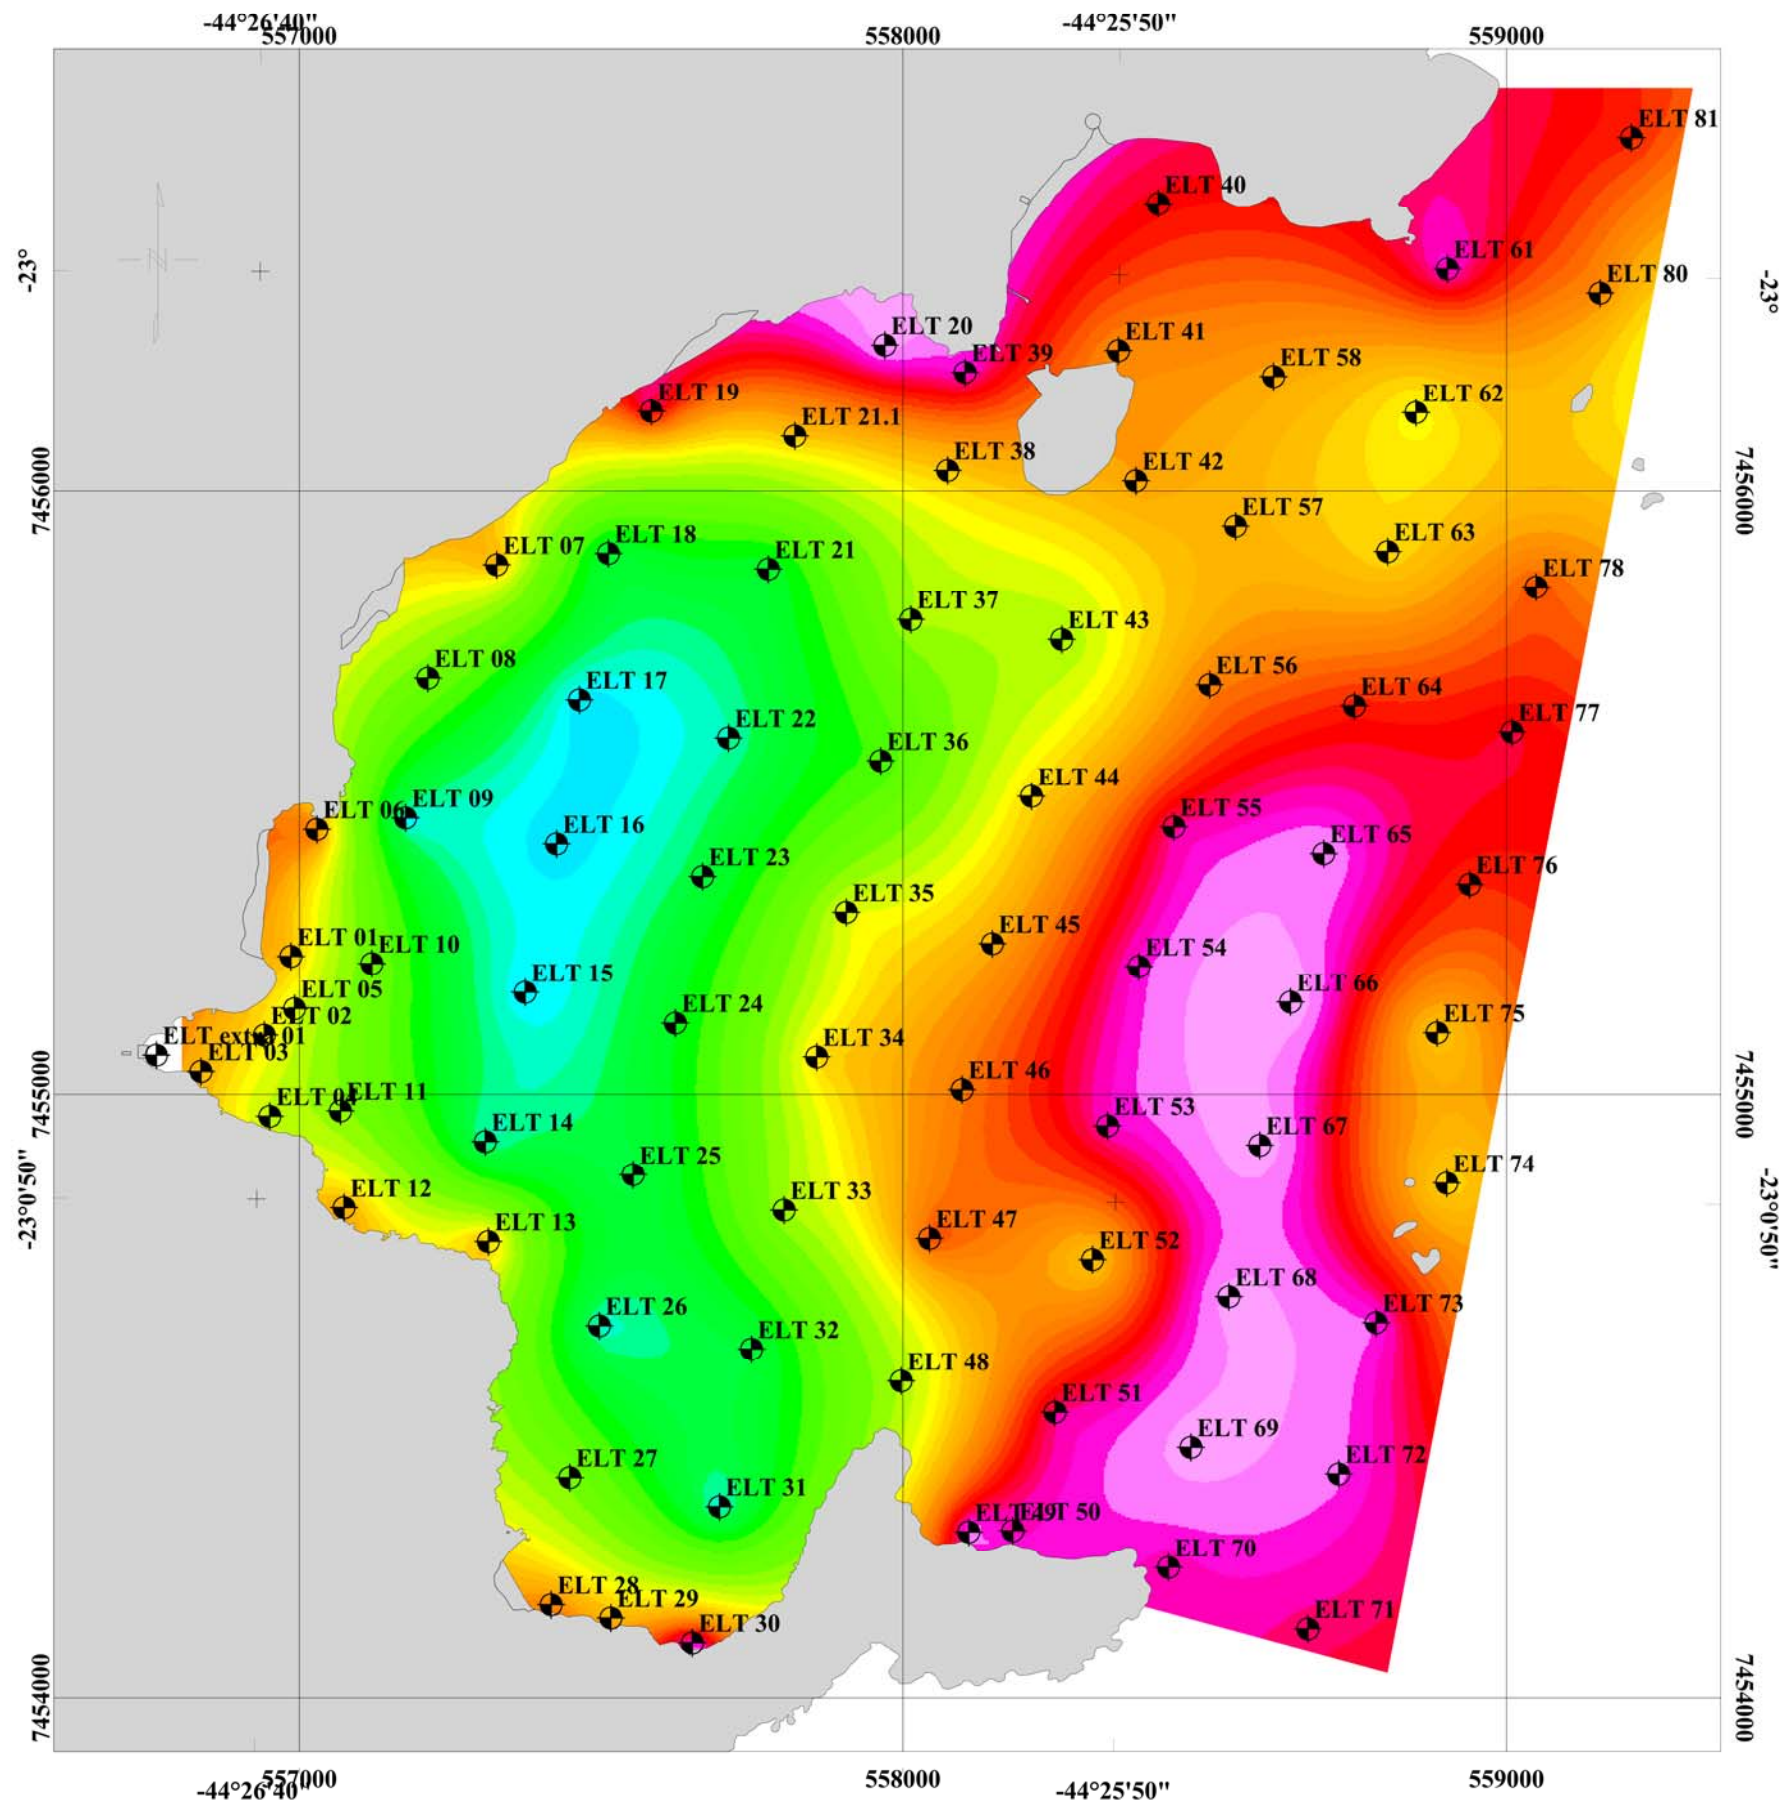 -44°26'40" -44°25'50"
557000 558000 559000
ELT 81
ELT 40
ELT 61
-23° -23°
ELT 80
ELT 20
ELT 41
ELT 39
ELT 58
ELT 19
ELT 62
ELT 21.1
ELT 38
ELT 42
7456000 7456000
ELT 57
ELT 63
ELT 18
ELT 07
ELT 21
ELT 78
ELT 37
ELT 43
ELT 08
ELT 56
ELT 17
ELT 64
ELT 22
ELT 77
ELT 36
ELT 44
ELT 09
ELT 06
ELT 55
ELT 16
ELT 65
ELT 23
ELT 76
ELT 35
ELT 45
ELT 01
ELT 10
ELT 54
ELT 15
ELT 66
ELT 05
ELT 24
ELT 75
ELT 02
ELT extra 01
ELT 34
ELT 03
ELT 46
7455000 7455000
ELT 11
ELT 04
ELT 53
ELT 14
ELT 67
ELT 25
ELT 74
ELT 12
ELT 33
-23°0'50" -23°0'50"
ELT 13
ELT 47
ELT 52
ELT 68
ELT 26
ELT 73
ELT 32
ELT 48
ELT 51
ELT 69
ELT 27
ELT 72
ELT 31
ELT 49
ELT 50
ELT 70
ELT 28
ELT 29
ELT 71
ELT 30
7454000 7454000
557000 558000 559000
-44°26'40" -44°25'50"
N